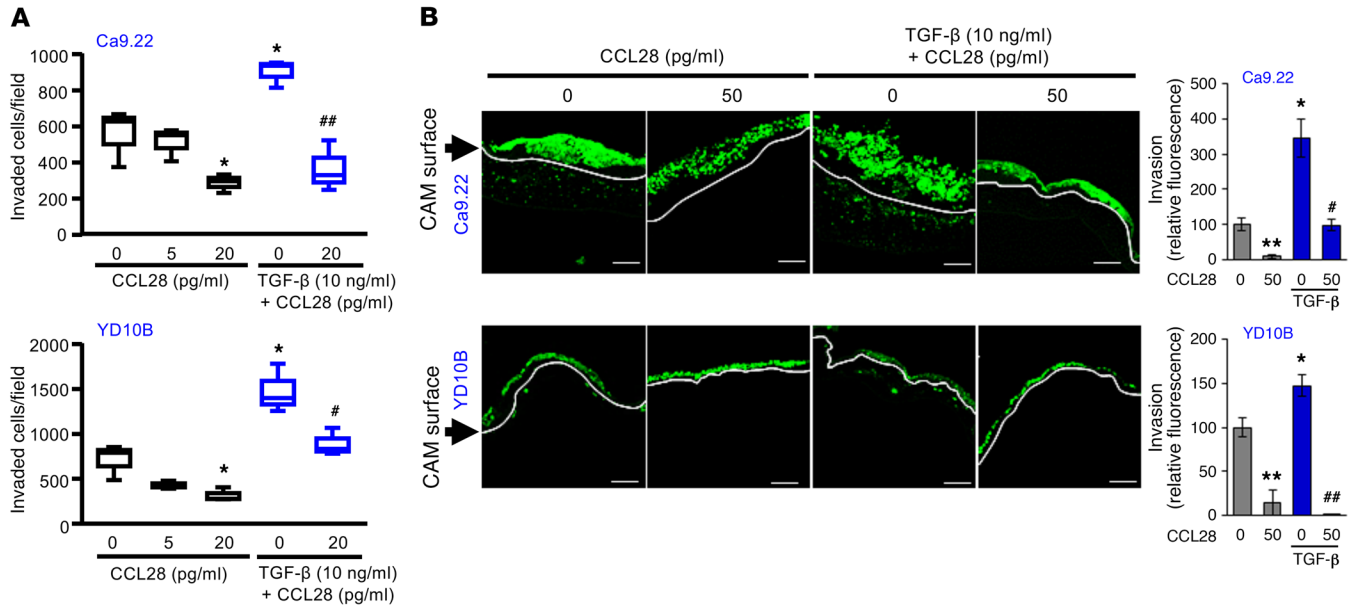 A
Ca9.22
Invaded cells/field
1000
800
600
400
200
0
*
*
##
0 5 20 0 20
CCL28 (pg/ml)
TGF-β (10 ng/ml)
+ CCL28 (pg/ml)
YD10B
Invaded cells/field
2000
1500
1000
500
0
*
*
#
0 5 20 0 20
CCL28 (pg/ml)
TGF-β (10 ng/ml)
+ CCL28 (pg/ml)
B
CCL28 (pg/ml)
TGF-β (10 ng/ml)
+ CCL28 (pg/ml)
0 50 0 50
CAM surface
Ca9.22
CAM surface
YD10B
Ca9.22
Invasion
(relative fluorescence)
500
400
300
200
100
0
**
*
#
CCL28 0 50 0 50
TGF-β
YD10B
Invasion
(relative fluorescence)
200
150
100
50
0
**
*
##
CCL28 0 50 0 50
TGF-β